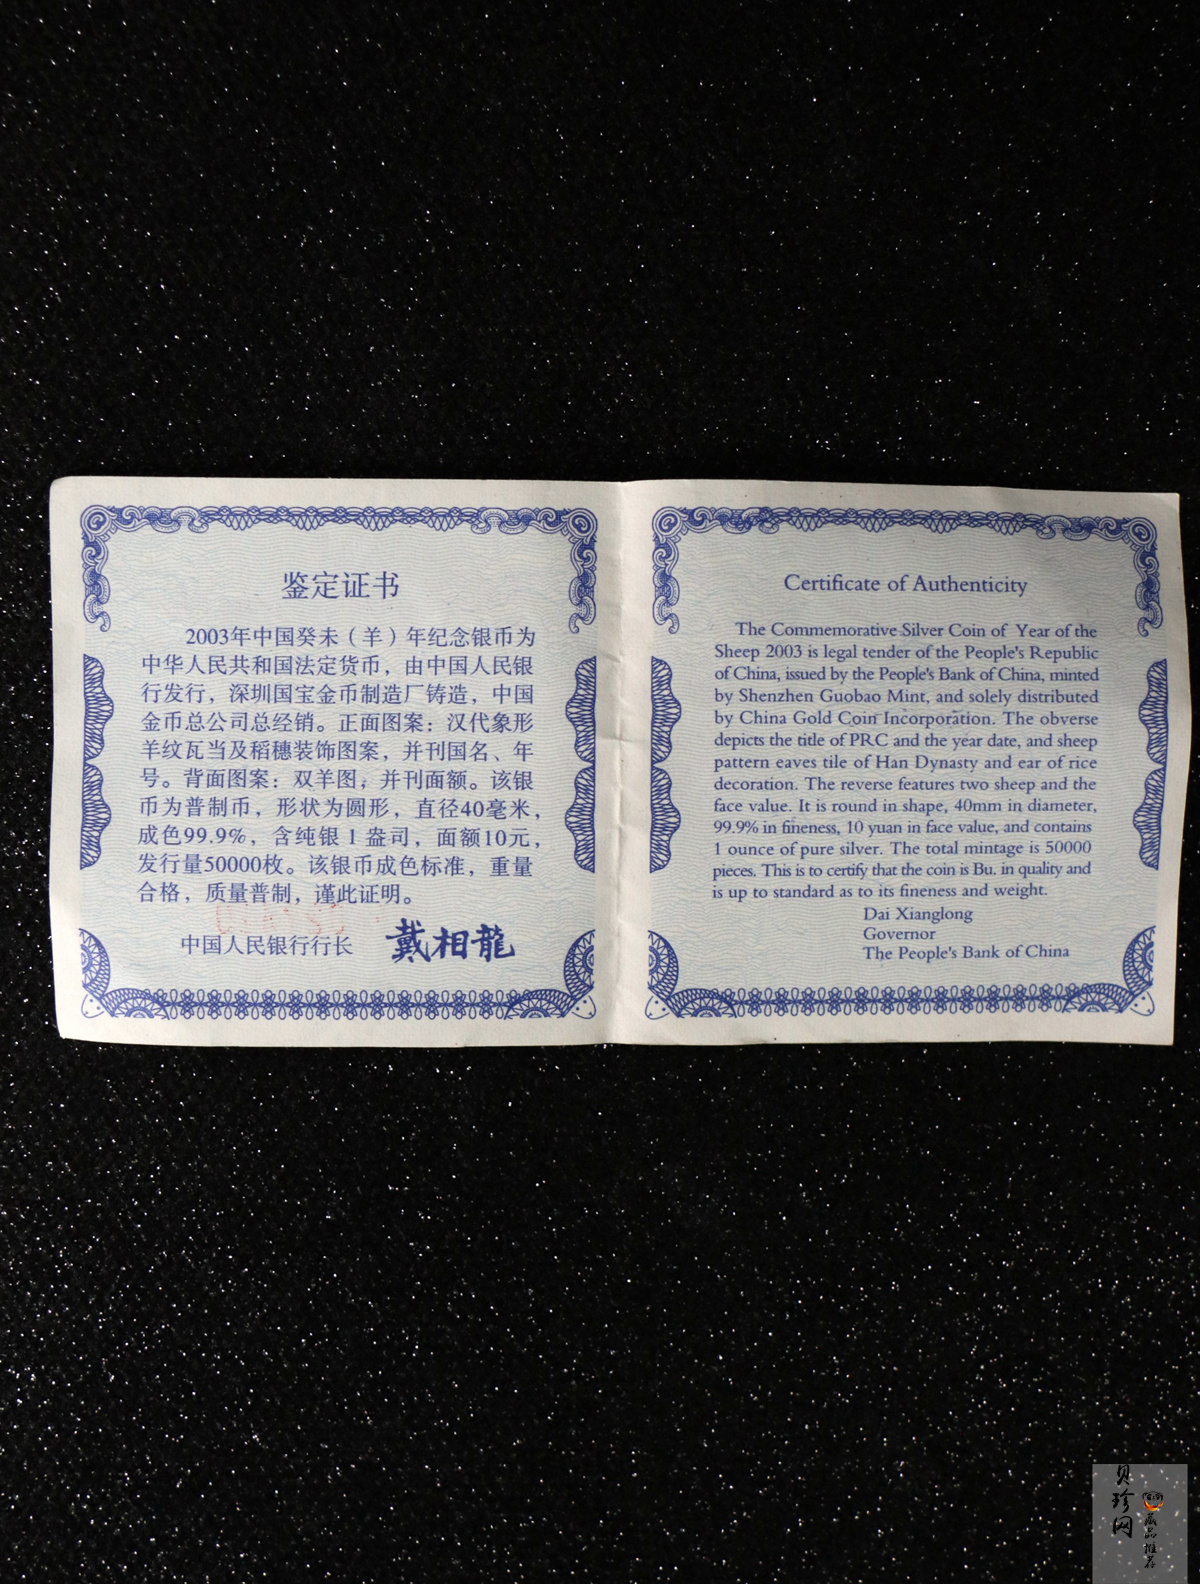 鉴定证书
2003年中国癸未（羊）年纪念银币为
中华人民共和国法定货币，由中国人民银
行发行，深圳国宝金币制造厂铸造，中国
金币总公司总经销。正面图案：汉代象形
羊纹瓦当及稻穗装饰图案，并刊国名、年
号。背面图案：双羊图，并刊面额。该银
币为普制币，形状为圆形，直径40毫米，
成色99.9%，含纯银1盎司，面额10元，
发行量50000枚。该银币成色标准，重量
合格，质量普制，谨此证明。
中国人民银行行长 戴相龍
Certificate of Authenticity
The Commemorative Silver Coin of Year of the
Sheep 2003 is legal tender of the People's Republic
of China, issued by the People's Bank of China, minted
by Shenzhen Guobao Mint, and solely distributed
by China Gold Coin Incorporation. The obverse
depicts the title of PRC and the year date, and sheep
pattern eaves tile of Han Dynasty and ear of rice
decoration. The reverse features two sheep and the
face value. It is round in shape, 40mm in diameter,
99.9% in fineness, 10 yuan in face value, and contains
1 ounce of pure silver. The total mintage is 50000
pieces. This is to certify that the coin is Bu. in quality and
is up to standard as to its fineness and weight.
Dai Xianglong
Governor
The People's Bank of China
贝珍网
藏品推荐